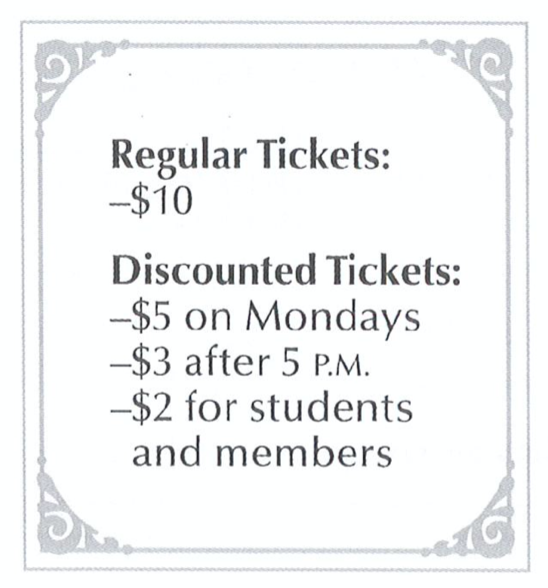 Regular Tickets:
–$10
Discounted Tickets:
–$5 on Mondays
–$3 after 5 P.M.
–$2 for students
and members